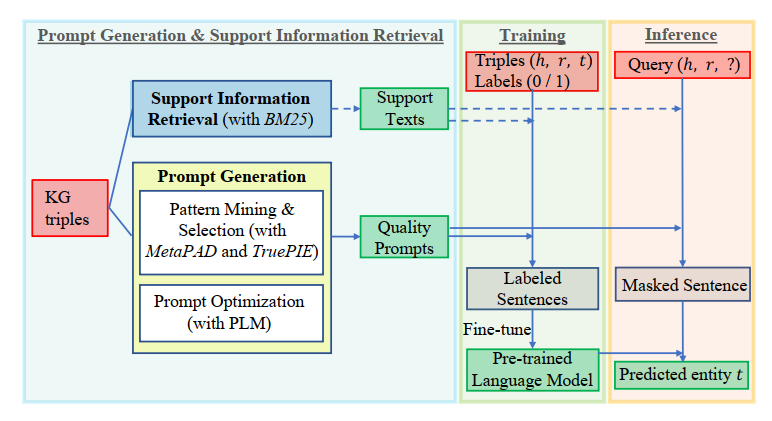 Prompt Generation & Support Information Retrieval
Training
Inference
Support Information
Retrieval (with BM25)
Support
Texts
Triples (h, r, t)
Labels (0 / 1)
Query (h, r, ?)
KG
triples
Prompt Generation
Pattern Mining &
Selection (with
MetaPAD and TruePIE)
Prompt Optimization
(with PLM)
Quality
Prompts
Labeled
Sentences
Masked Sentence
Fine-tune
Pre-trained
Language Model
Predicted entity t